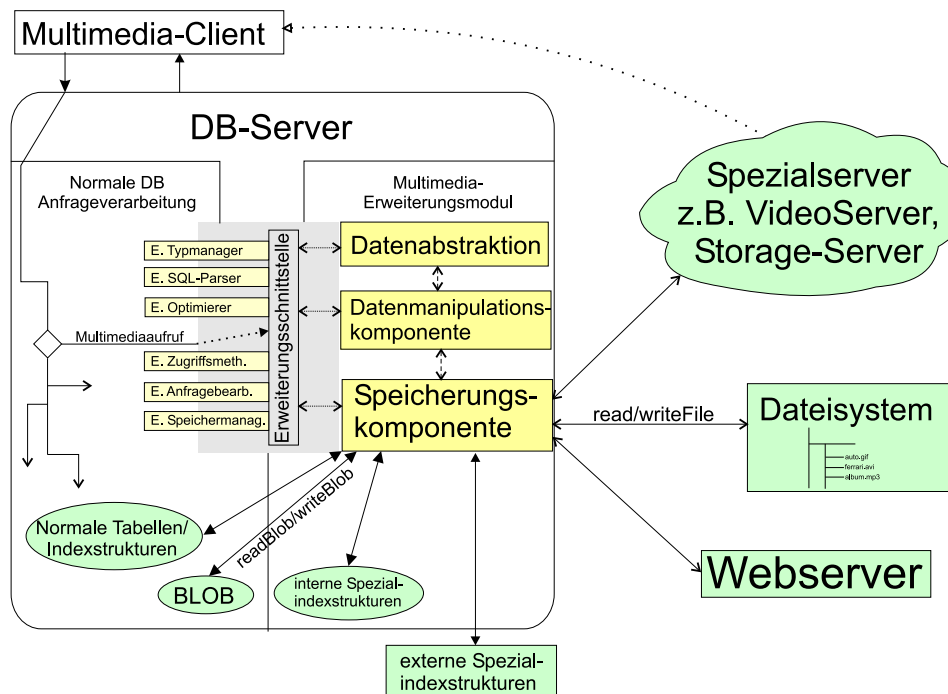 Multimedia-Client
DB-Server
Normale DB
Anfrageverarbeitung
Multimedia-
Erweiterungsmodul
Spezialserver
z.B. VideoServer,
Storage-Server
E. Typmanager
E. SQL-Parser
E. Optimierer
Multimediaaufruf
E. Zugriffsmeth.
E. Anfragebearb.
E. Speichermanag.
Erweiterungsschnittstelle
Datenabstraktion
Datenmanipulations-
komponente
Speicherungs-
komponente
read/writeFile
Dateisystem
auto.gif
ferrari.avi
album.mp3
Normale Tabellen/
Indexstrukturen
readBlob/writeBlob
BLOB
interne Spezial-
indexstrukturen
Webserver
externe Spezial-
indexstrukturen